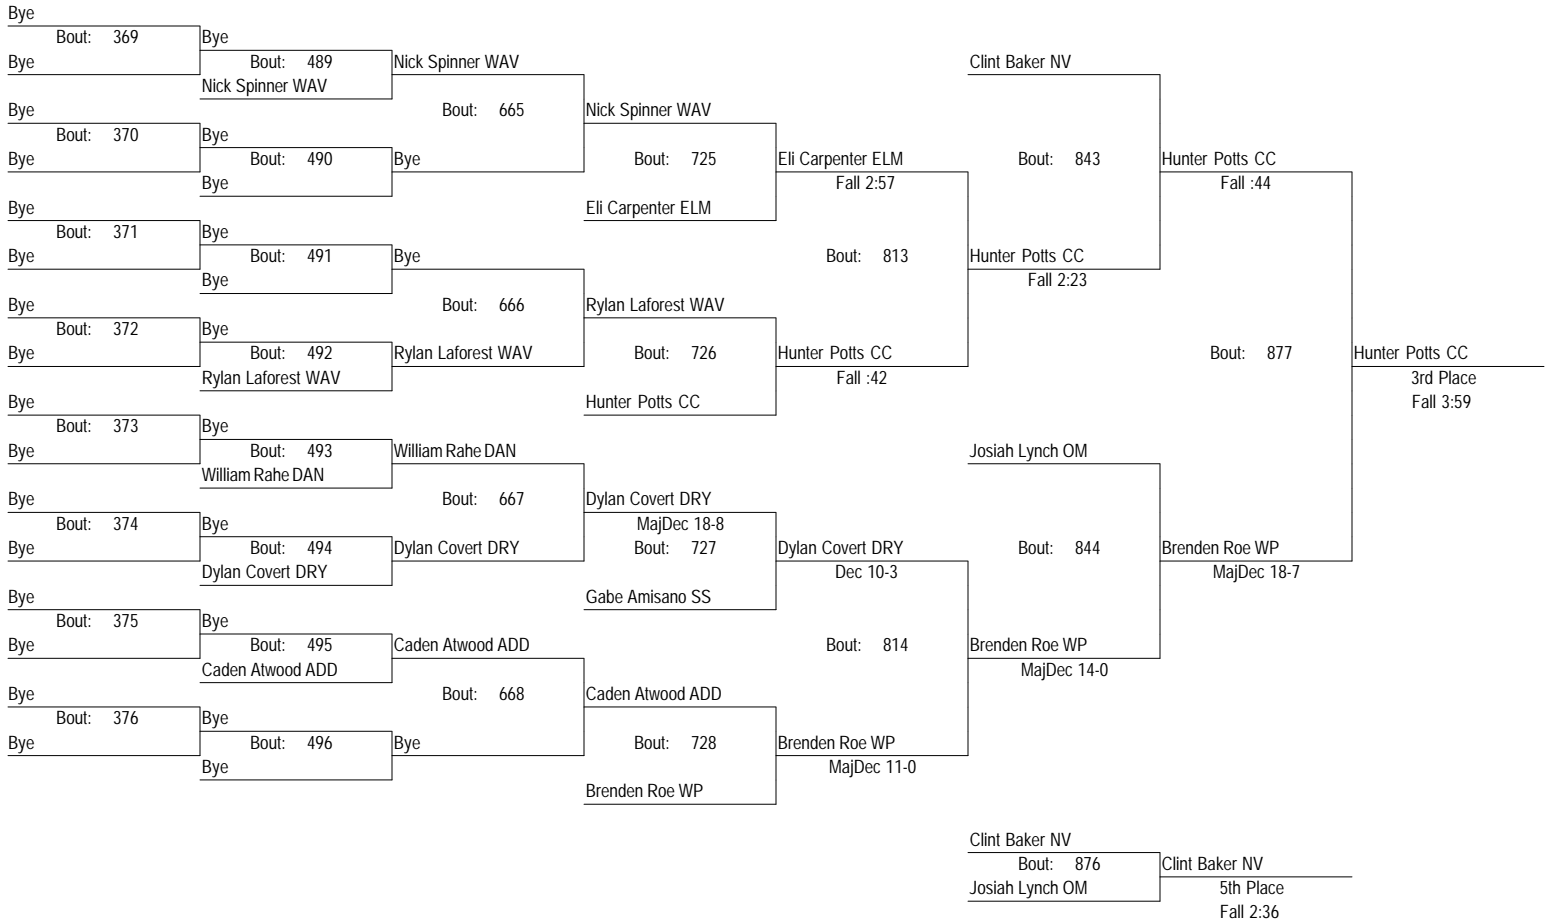 Bye
Bout: 369 Bye
Bye Bout: 489 Nick Spinner WAV Clint Baker NV
Nick Spinner WAV
Bye Bout: 665 Nick Spinner WAV
Bout: 370 Bye
Bye Bout: 490 Bye Bout: 725 Eli Carpenter ELM Bout: 843 Hunter Potts CC
Bye Fall 2:57 Fall :44
Bye Eli Carpenter ELM
Bout: 371 Bye
Bye Bout: 491 Bye Bout: 813 Hunter Potts CC
Bye Fall 2:23
Bye Bout: 666 Rylan Laforest WAV
Bout: 372 Bye
Bye Bout: 492 Rylan Laforest WAV Bout: 726 Hunter Potts CC Bout: 877 Hunter Potts CC
Rylan Laforest WAV Fall :42 3rd Place
Bye Hunter Potts CC Fall 3:59
Bout: 373 Bye
Bye Bout: 493 William Rahe DAN Josiah Lynch OM
William Rahe DAN
Bye Bout: 667 Dylan Covert DRY
Bout: 374 Bye MajDec 18-8
Bye Bout: 494 Dylan Covert DRY Bout: 727 Dylan Covert DRY Bout: 844 Brenden Roe WP
Dylan Covert DRY Dec 10-3 MajDec 18-7
Bye Gabe Amisano SS
Bout: 375 Bye
Bye Bout: 495 Caden Atwood ADD Bout: 814 Brenden Roe WP
Caden Atwood ADD MajDec 14-0
Bye Bout: 668 Caden Atwood ADD
Bout: 376 Bye
Bye Bout: 496 Bye Bout: 728 Brenden Roe WP
Bye MajDec 11-0
Brenden Roe WP
Clint Baker NV
Bout: 876 Clint Baker NV
Josiah Lynch OM 5th Place
Fall 2:36